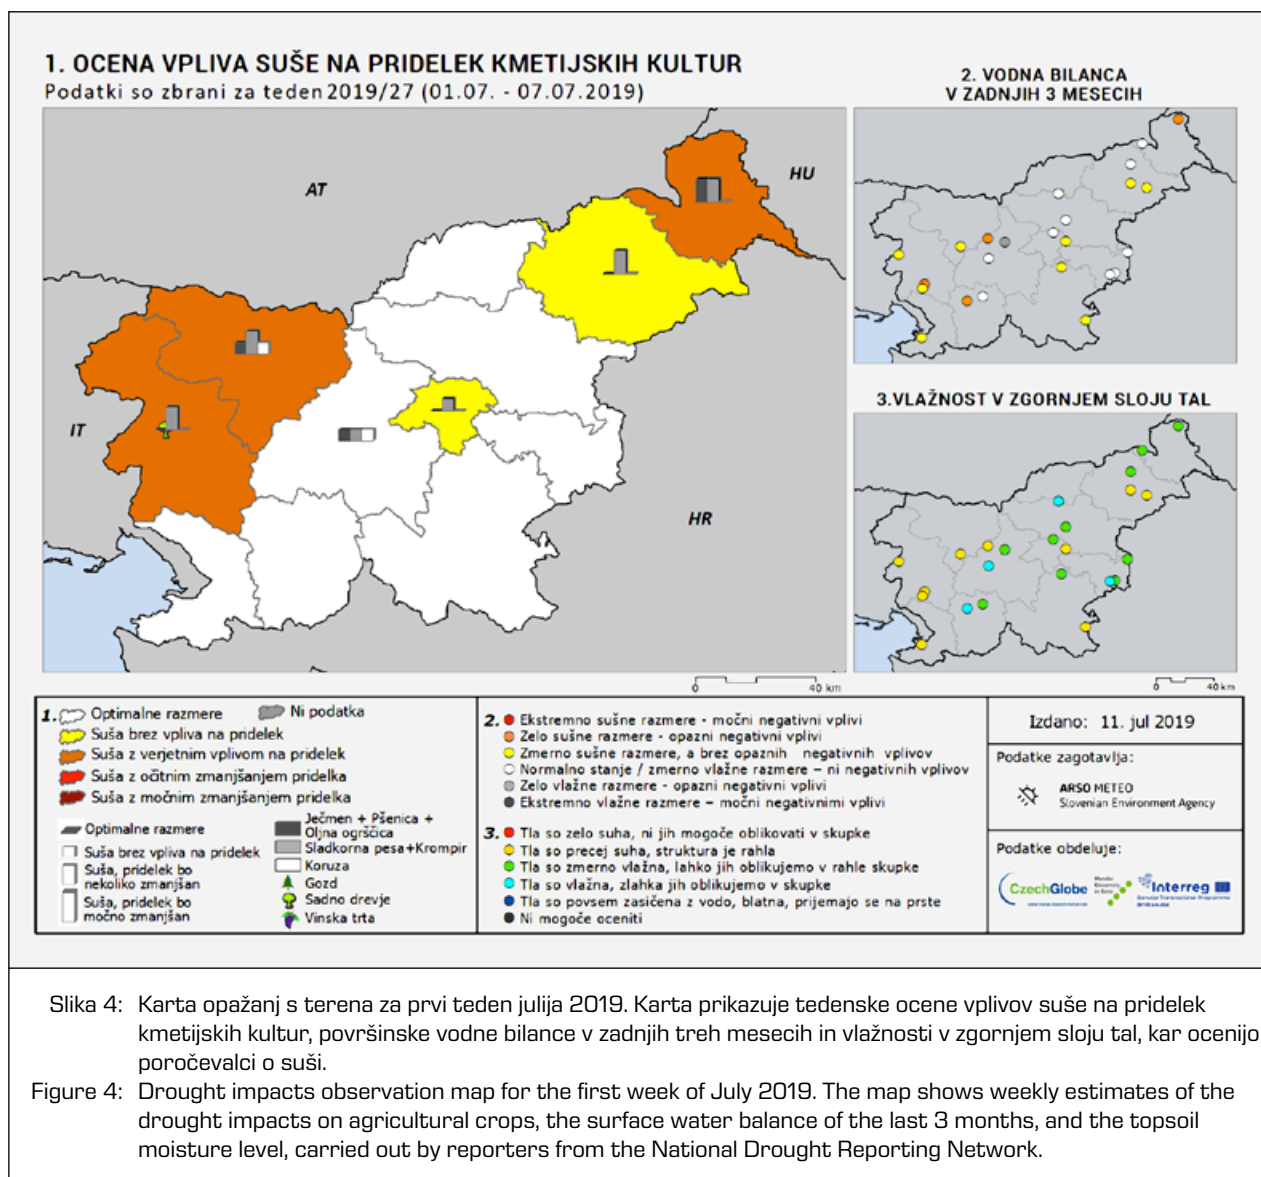 1. OCENA VPLIVA SUŠE NA PRIDELEK KMETIJSKIH KULTUR
Podatki so zbrani za teden 2019/27 (01.07. - 07.07.2019)
AT
HU
IT
HR
0 40 km
2. VODNA BILANCA
V ZADNJIH 3 MESECIH
3.VLAŽNOST V ZGORNJEM SLOJU TAL
0 40 km
1. Optimalne razmere
Ni podatka
Suša brez vpliva na pridelek
Suša z verjetnim vplivom na pridelek
Suša z očitnim zmanjšanjem pridelka
Suša z močnim zmanjšanjem pridelka
Optimalne razmere
Suša brez vpliva na pridelek
Suša, pridelek bo
nekoliko zmanjšan
Suša, pridelek bo
močno zmanjšan
Ječmen + Pšenica +
Oljna ogrščica
Sladkorna pesa+Krompir
Koruza
Gozd
Sadno drevje
Vinska trta
2. Ekstremno sušne razmere - močni negativni vplivi
Zelo sušne razmere - opazni negativni vplivi
Zmerno sušne razmere, a brez opaznih negativnih vplivov
Normalno stanje / zmerno vlažne razmere – ni negativnih vplivov
Zelo vlažne razmere - opazni negativni vplivi
Ekstremno vlažne razmere – močni negativnimi vplivi
3. Tla so zelo suha, ni jih mogoče oblikovati v skupke
Tla so precej suha, struktura je rahla
Tla so zmerno vlažna, lahko jih oblikujemo v rahle skupke
Tla so vlažna, zlahka jih oblikujemo v skupke
Tla so povsem zasičena z vodo, blatna, prijemajo se na prste
Ni mogoče oceniti
Izdano: 11. jul 2019
Podatke zagotavlja:
ARSO METEO
Slovenian Environment Agency
Podatke obdeluje:
CzechGlobe
Mendel
University
in Brno
Interreg
Danube Transnational Programme
DriDanube
Slika 4: Karta opažanj s terena za prvi teden julija 2019. Karta prikazuje tedenske ocene vplivov suše na pridelek
kmetijskih kultur, površinske vodne bilance v zadnjih treh mesecih in vlažnosti v zgornjem sloju tal, kar ocenijo
poročevalci o suši.
Figure 4: Drought impacts observation map for the first week of July 2019. The map shows weekly estimates of the
drought impacts on agricultural crops, the surface water balance of the last 3 months, and the topsoil
moisture level, carried out by reporters from the National Drought Reporting Network.